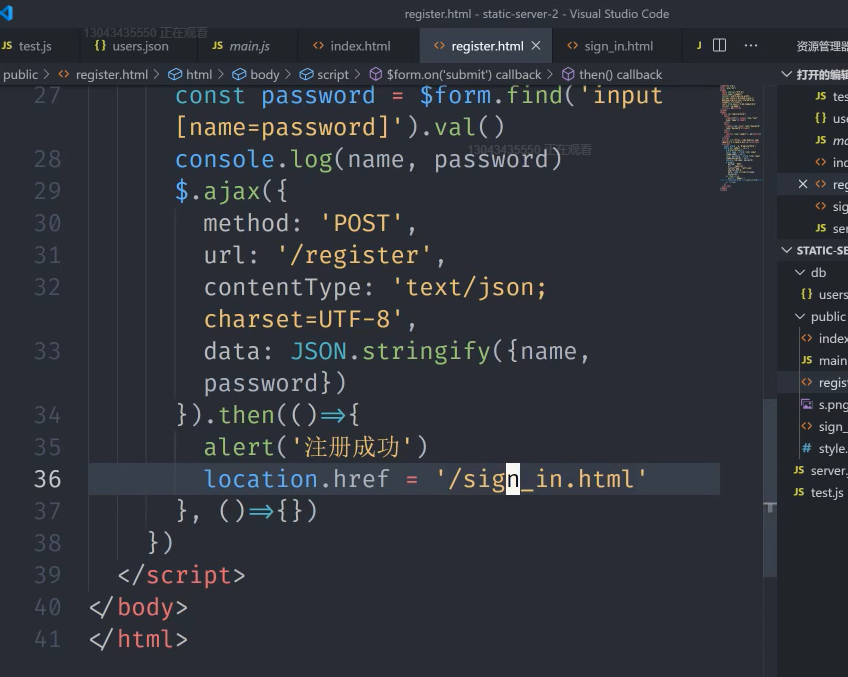 register.html - static-server-2 - Visual Studio Code
13043435550 正在观看
JS test.js {} users.json JS main.js <> index.html <> register.html × <> sign_in.html J ···
资源管理器
public > <> register.html > html > body > script > $form.on('submit') callback > then() callback
27 const password = $form.find('input
[name=password]').val()
28 console.log(name, password)
13043435550 正在观看
29 $.ajax({
30 method: 'POST',
31 url: '/register',
32 contentType: 'text/json;
charset=UTF-8',
33 data: JSON.stringify({name,
password})
34 }).then(()=>{
35 alert('注册成功')
36 location.href = '/sign_in.html'
37 }, ()=>{})
38 })
39 </script>
40 </body>
41 </html>
打开的编辑
JS tes
{} use
JS ma
<> ind
× <> reg
<> sig
JS ser
STATIC-SE
db
{} users
public
<> index
JS main
<> regis
s.png
<> sign_
# style.
JS server.
JS test.js